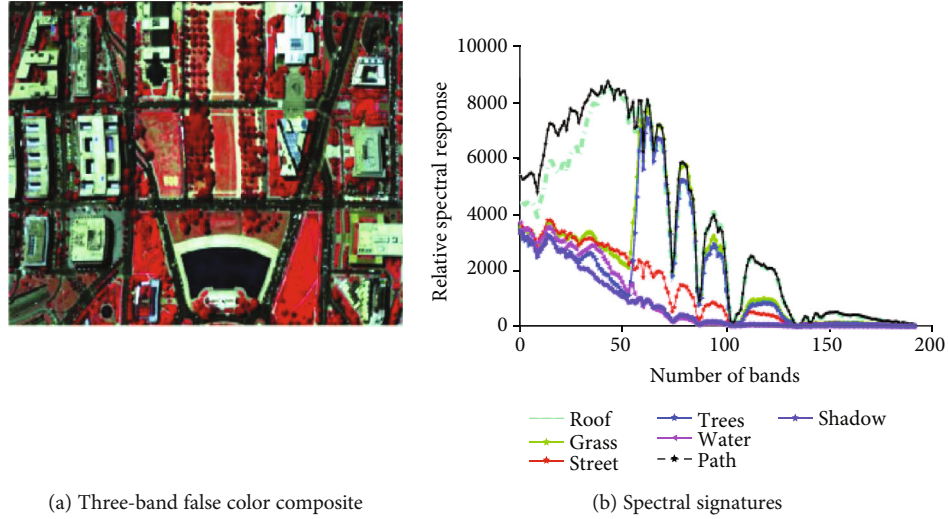 10000
8000
6000
4000
2000
0
0 50 100 150 200
Relative spectral response
Number of bands
Roof Trees Shadow
Grass Water
Street Path
(a) Three-band false color composite
(b) Spectral signatures